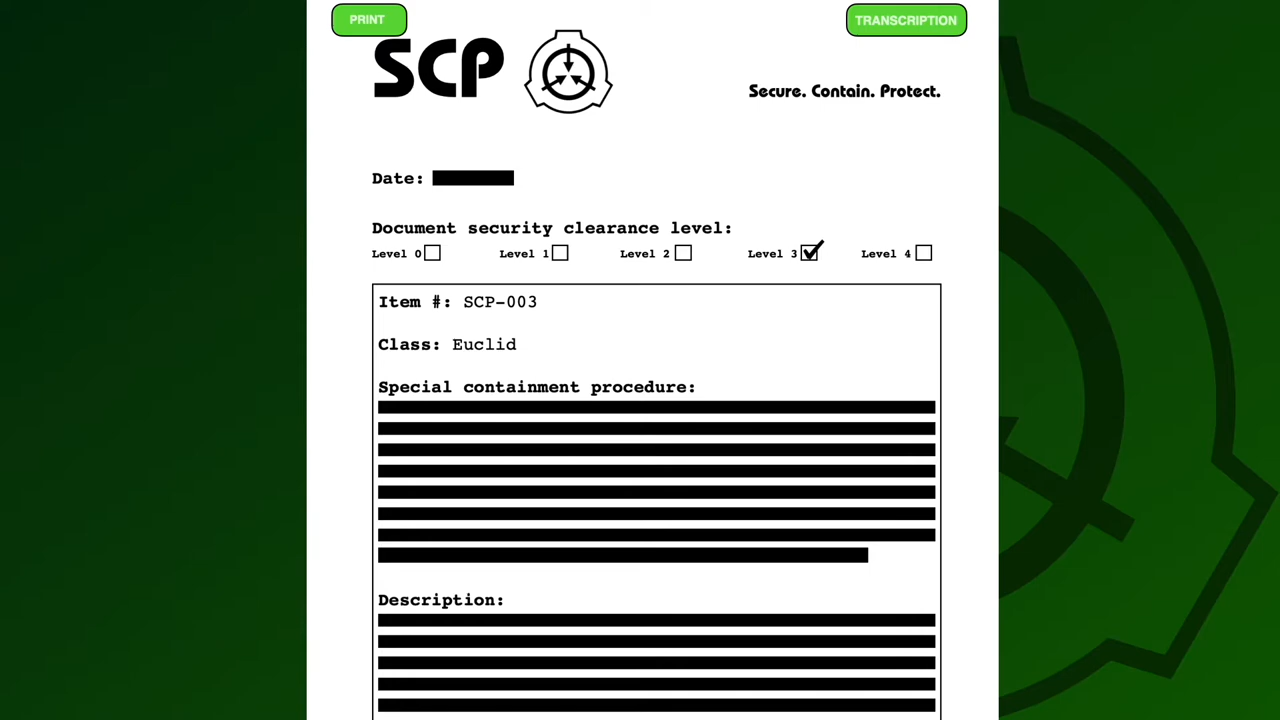 PRINT
TRANSCRIPTION
SCP
Secure. Contain. Protect.
Date:
Document security clearance level:
Level 0 Level 1 Level 2 Level 3 Level 4
Item #: SCP-003
Class: Euclid
Special containment procedure:
Description: